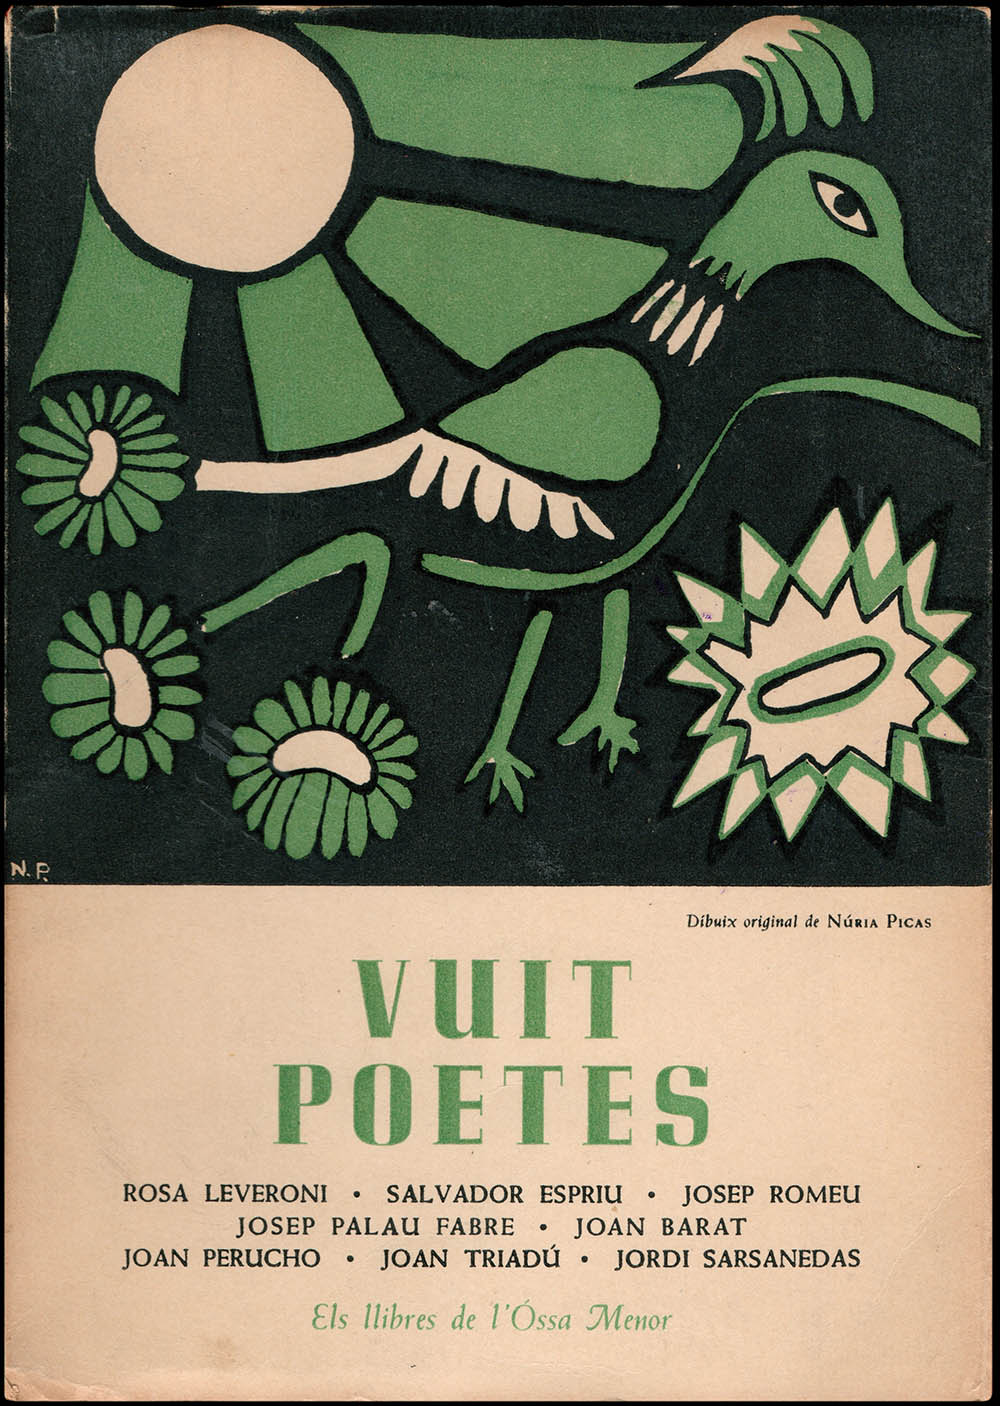 N. P.
Dibuix original de NÚRIA PICAS
VUIT
POETES
ROSA LEVERONI • SALVADOR ESPRIU • JOSEP ROMEU
JOSEP PALAU FABRE • JOAN BARAT
JOAN PERUCHO • JOAN TRIADÚ • JORDI SARSANEDAS
Els llibres de l'Óssa Menor